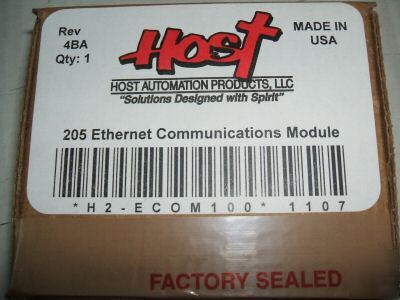 Rev
4BA
Qty: 1
Host
MADE IN
USA
HOST AUTOMATION PRODUCTS, LLC
"Solutions Designed with Spirit"
205 Ethernet Communications Module
*H2-ECOM100* 1107
FACTORY SEALED